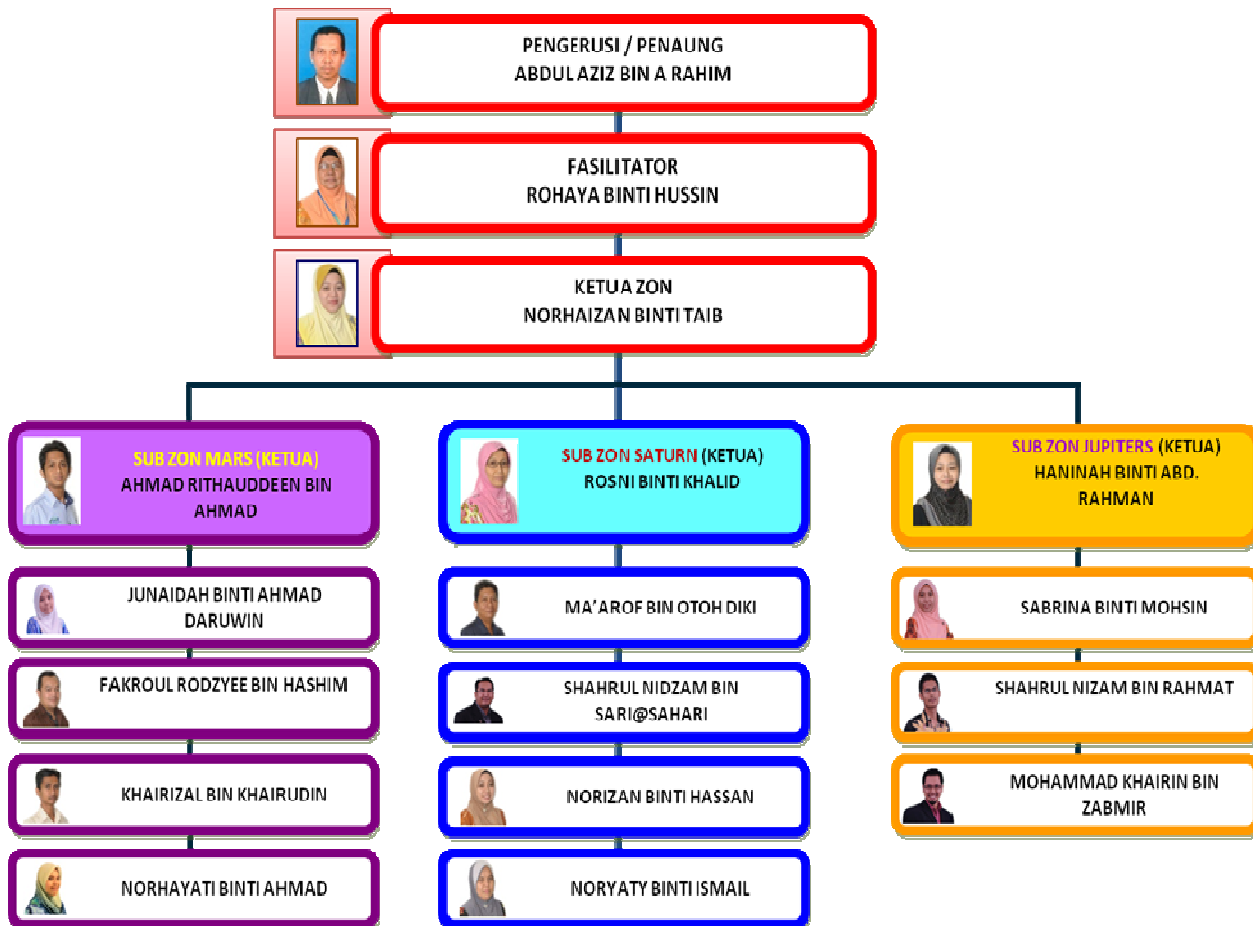 PENGERUSI / PENAUNG
ABDUL AZIZ BIN A RAHIM
FASILITATOR
ROHAYA BINTI HUSSIN
KETUA ZON
NORHAIZAN BINTI TAIB
SUB ZON MARS (KETUA)
AHMAD RITHAUDDEEN BIN
AHMAD
JUNAIDAH BINTI AHMAD
DARUWIN
FAKROUL RODZYEE BIN HASHIM
KHAIRIZAL BIN KHAIRUDIN
NORHAYATI BINTI AHMAD
SUB ZON SATURN (KETUA)
ROSNI BINTI KHALID
MA’AROF BIN OTOH DIKI
SHAHRUL NIDZAM BIN
SARI@SAHARI
NORIZAN BINTI HASSAN
NORYATY BINTI ISMAIL
SUB ZON JUPITERS (KETUA)
HANINAH BINTI ABD.
RAHMAN
SABRINA BINTI MOHSIN
SHAHRUL NIZAM BIN RAHMAT
MOHAMMAD KHAIRIN BIN
ZABMIR